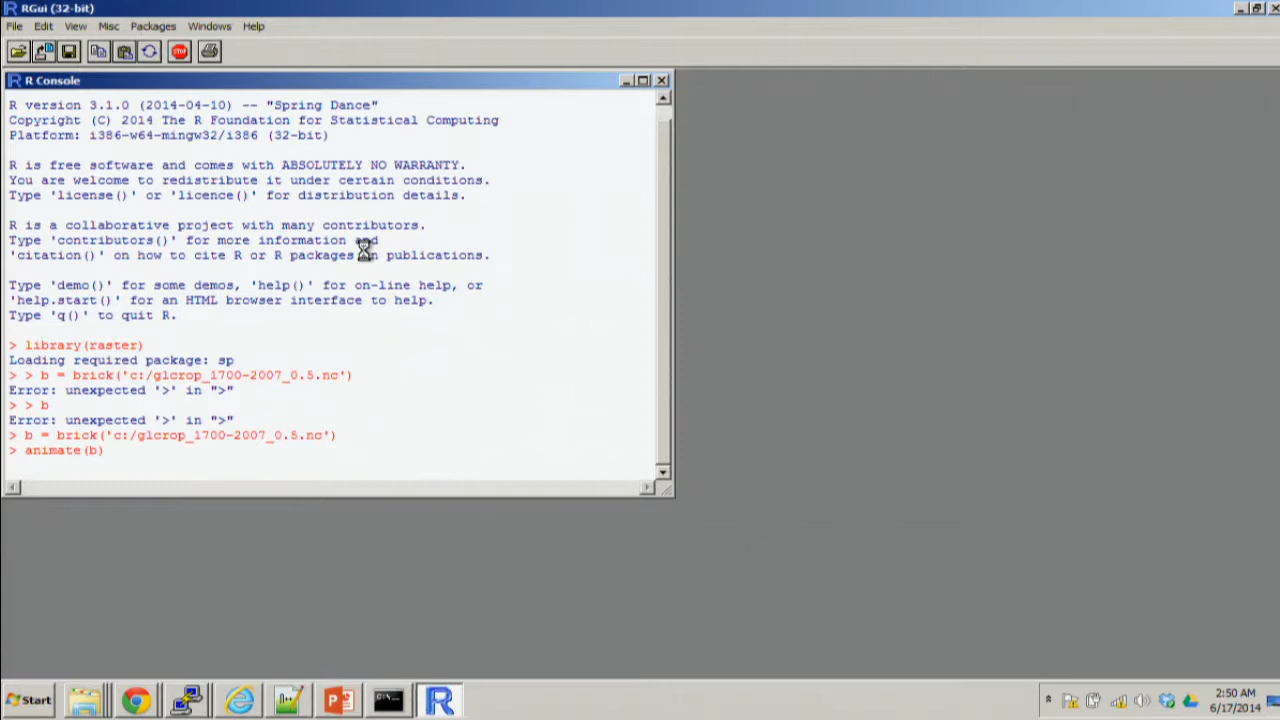 RGui (32-bit)
File Edit View Misc Packages Windows Help
STOP
R Console
R version 3.1.0 (2014-04-10) -- "Spring Dance"
Copyright (C) 2014 The R Foundation for Statistical Computing
Platform: i386-w64-mingw32/i386 (32-bit)
R is free software and comes with ABSOLUTELY NO WARRANTY.
You are welcome to redistribute it under certain conditions.
Type 'license()' or 'licence()' for distribution details.
R is a collaborative project with many contributors.
Type 'contributors()' for more information and
'citation()' on how to cite R or R packages in publications.
Type 'demo()' for some demos, 'help()' for on-line help, or
'help.start()' for an HTML browser interface to help.
Type 'q()' to quit R.
> library(raster)
Loading required package: sp
> > b = brick('c:/glcrop_1700-2007_0.5.nc')
Error: unexpected '>' in ">"
> > b
Error: unexpected '>' in ">"
> b = brick('c:/glcrop_1700-2007_0.5.nc')
> animate(b)
Start
2:50 AM
6/17/2014